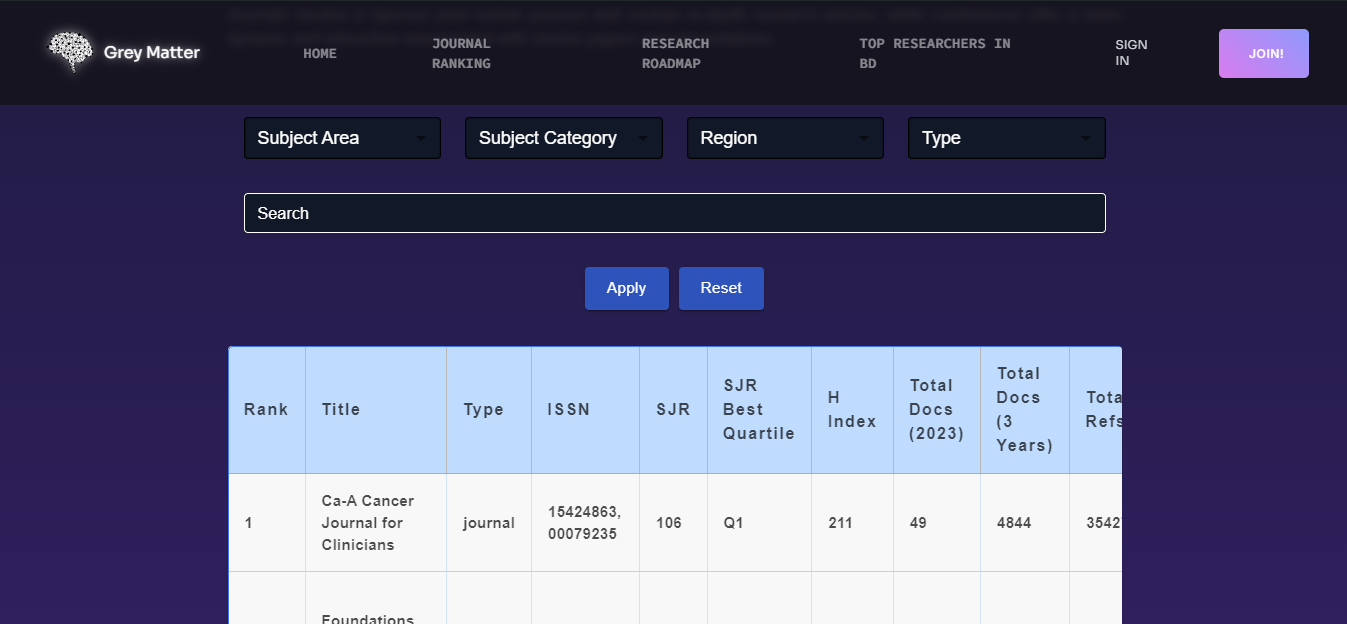 Grey Matter
HOME
JOURNAL
RANKING
RESEARCH
ROADMAP
TOP RESEARCHERS IN
BD
SIGN
IN
JOIN!
Subject Area
Subject Category
Region
Type
Search
Apply
Reset
Rank
Title
Type
ISSN
SJR
SJR
Best
Quartile
H
Index
Total
Docs
(2023)
Total
Docs
(3
Years)
Tota
Refs
1
Ca-A Cancer
Journal for
Clinicians
journal
15424863,
00079235
106
Q1
211
49
4844
3542
Foundations